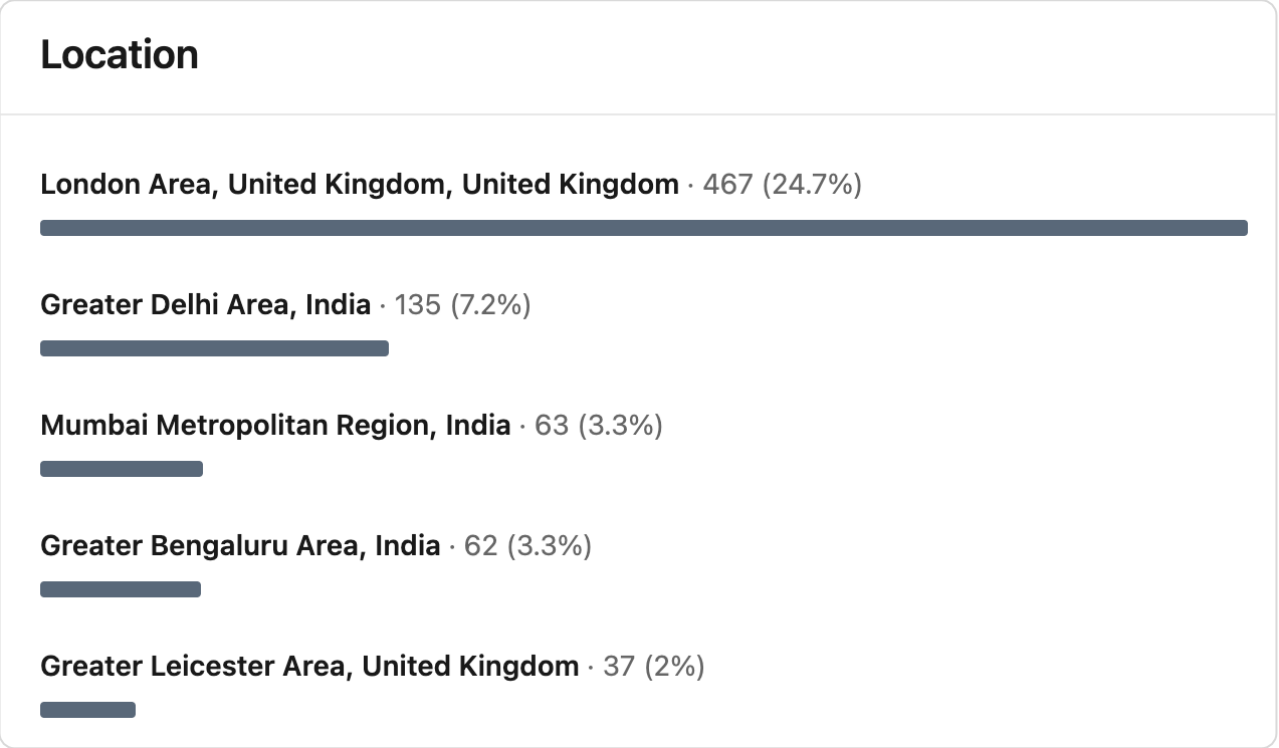 Location
London Area, United Kingdom, United Kingdom · 467 (24.7%)
Greater Delhi Area, India · 135 (7.2%)
Mumbai Metropolitan Region, India · 63 (3.3%)
Greater Bengaluru Area, India · 62 (3.3%)
Greater Leicester Area, United Kingdom · 37 (2%)